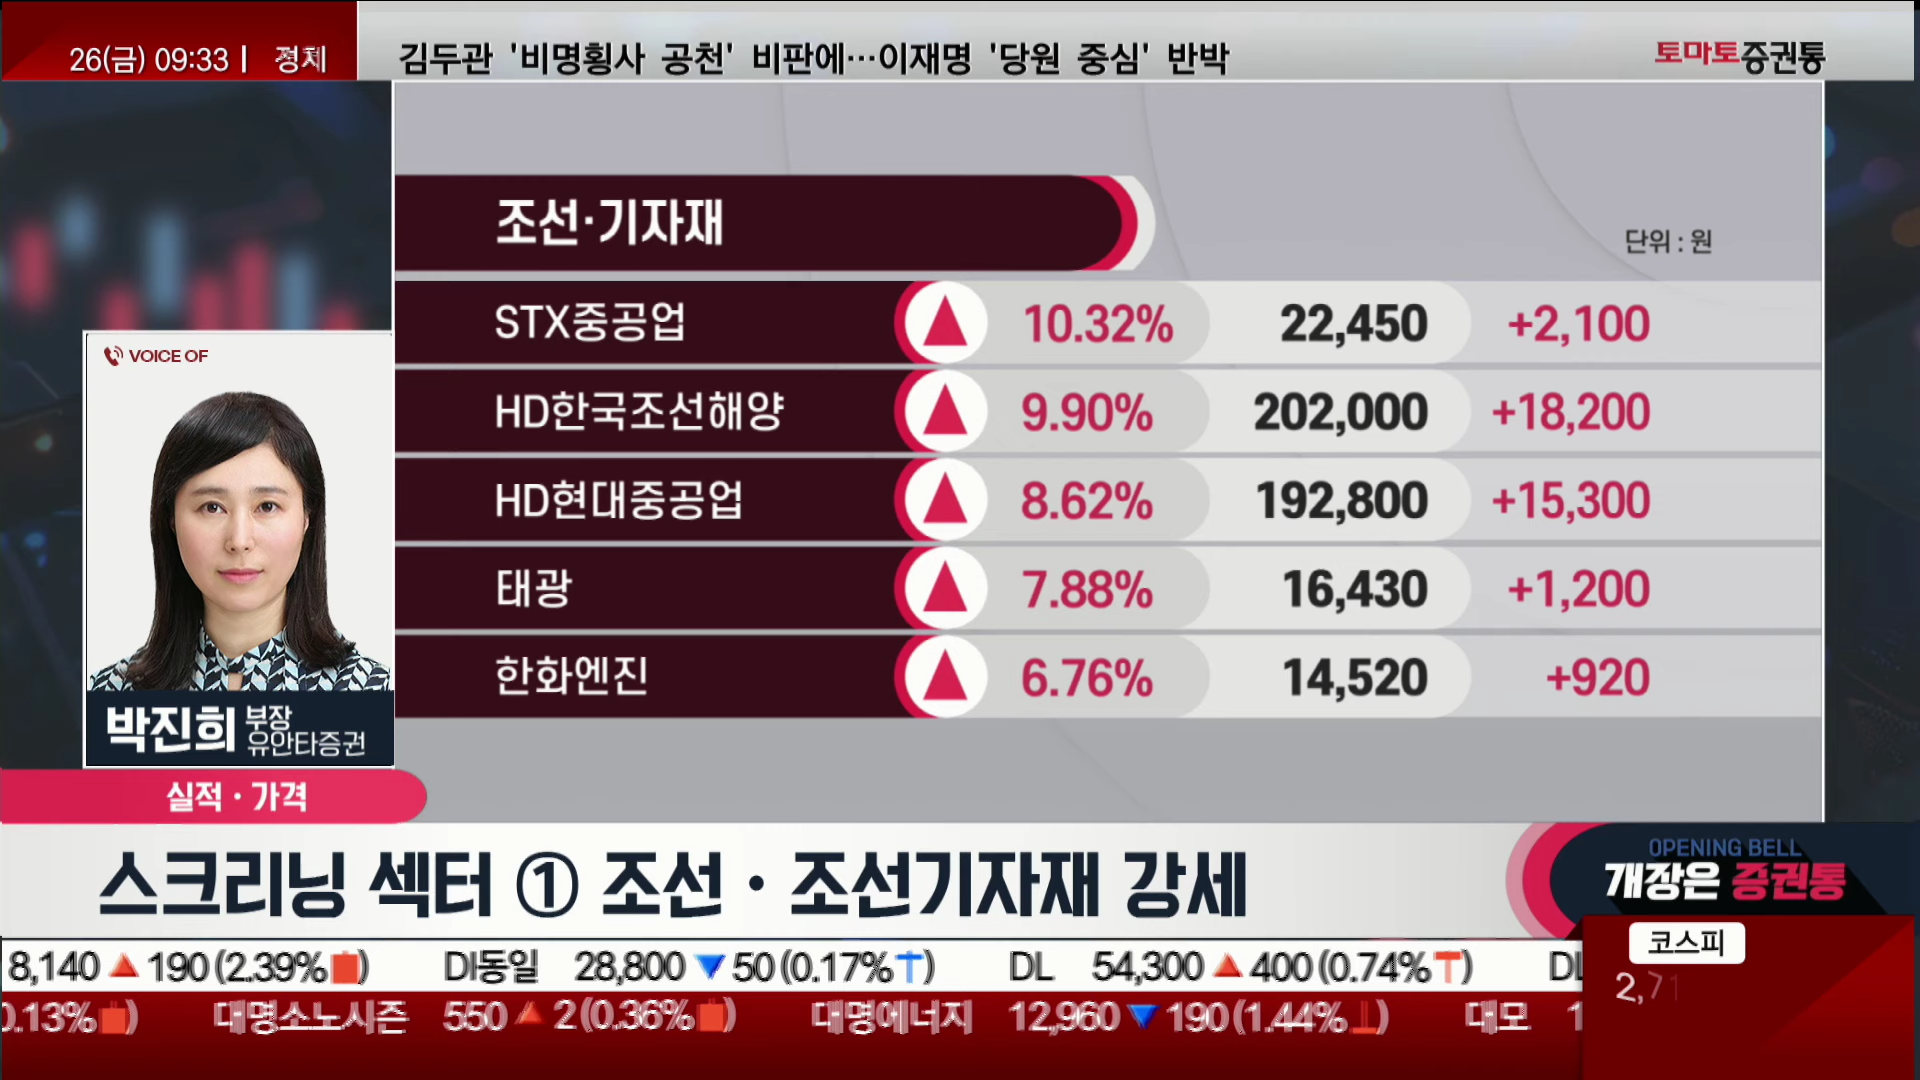 26(금) 09:33 | 정치 김두관 '비명횡사 공천' 비판에…이재명 '당원 중심' 반박 토마토증권통
조선·기자재
단위 : 원
STX중공업 ▲ 10.32% 22,450 +2,100
HD한국조선해양 ▲ 9.90% 202,000 +18,200
HD현대중공업 ▲ 8.62% 192,800 +15,300
태광 ▲ 7.88% 16,430 +1,200
한화엔진 ▲ 6.76% 14,520 +920
VOICE OF
박진희 부장
유안타증권
실적·가격
스크리닝 섹터 ① 조선·조선기자재 강세
OPENING BELL
개장은 증권통
8,140 ▲ 190(2.39%) DI동일 28,800 ▼ 50(0.17%) DL 54,300 ▲ 400(0.74%) DL
0.13%) 대명소노시즌 550 ▲ 2(0.36%) 대명에너지 12,960 ▼ 190(1.44%) 대모 1
코스피
2,71